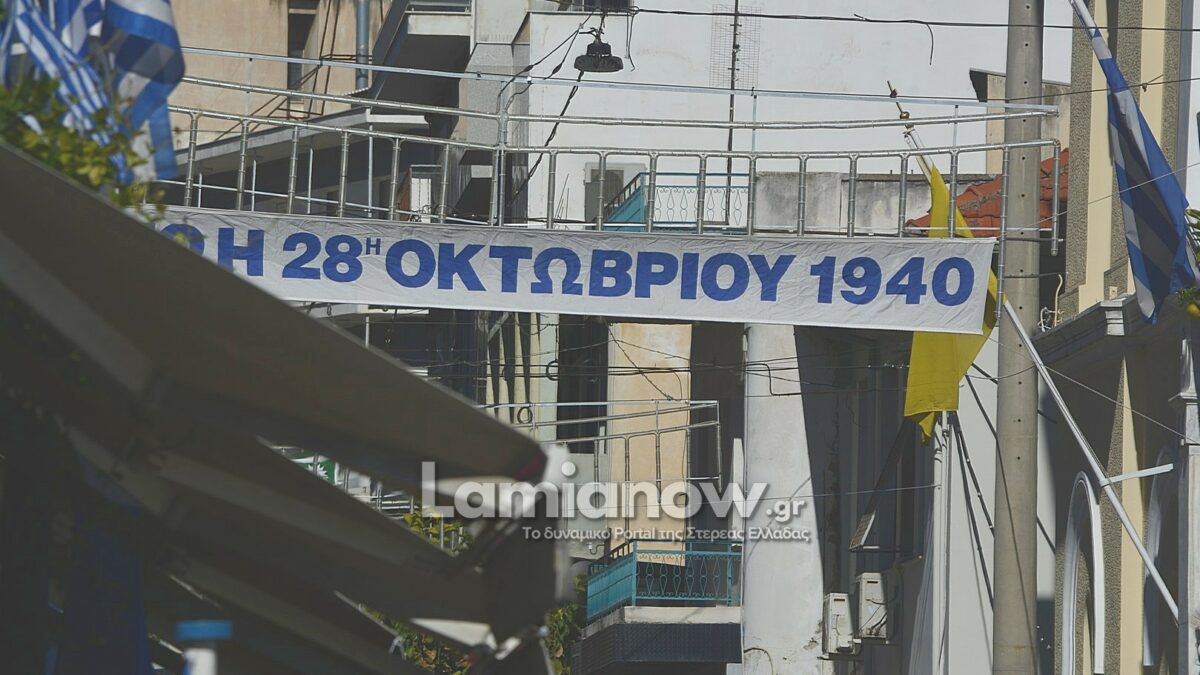 Η 28Η ΟΚΤΩΒΡΙΟΥ 1940
Lamianow.gr
Το δυναμικό Portal της Στερεάς Ελλάδας